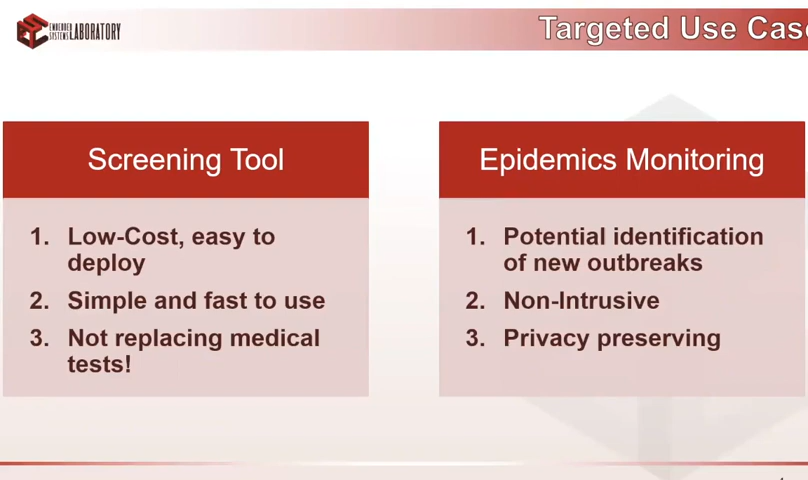 EMBEDDED
SYSTEMS LABORATORY
Targeted Use Case
Screening Tool
1. Low-Cost, easy to
deploy
2. Simple and fast to use
3. Not replacing medical
tests!
Epidemics Monitoring
1. Potential identification
of new outbreaks
2. Non-Intrusive
3. Privacy preserving